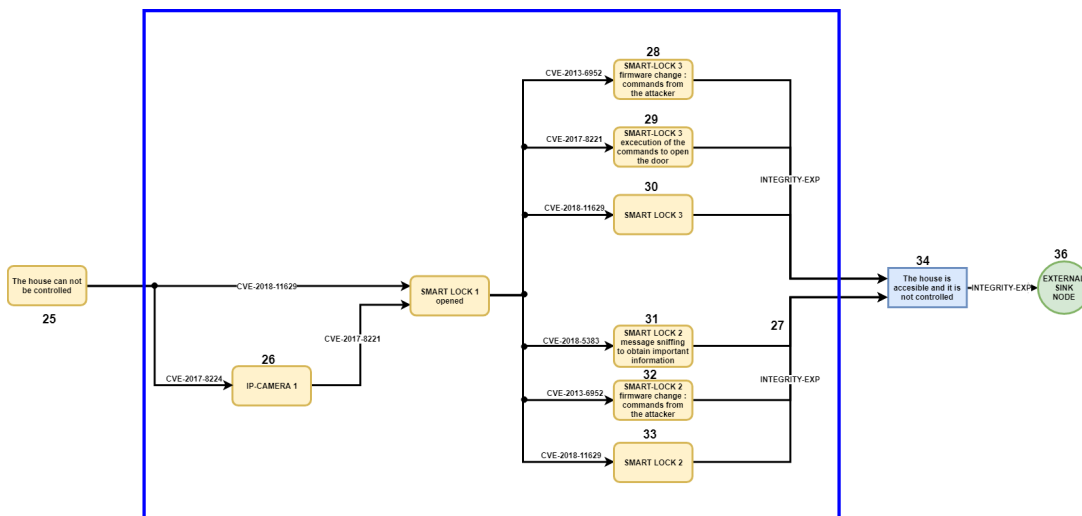 28
SMART-LOCK 3
firmware change :
commands from
the attacker
CVE-2013-6952
29
SMART-LOCK 3
excecution of the
commands to open
the door
CVE-2017-8221
INTEGRITY-EXP
30
SMART LOCK 3
CVE-2018-11629
34
The house is
accesible and it is
not controlled
36
EXTERNAL
SINK
NODE
INTEGRITY-EXP
The house can not
be controlled
25
CVE-2018-11629
SMART LOCK 1
opened
27
31
SMART LOCK 2
message sniffing
to obtain important
information
CVE-2018-5383
CVE-2017-8221
26
IP-CAMERA 1
CVE-2017-8224
32
SMART-LOCK 2
firmware change :
commands from
the attacker
CVE-2013-6952
INTEGRITY-EXP
33
SMART LOCK 2
CVE-2018-11629